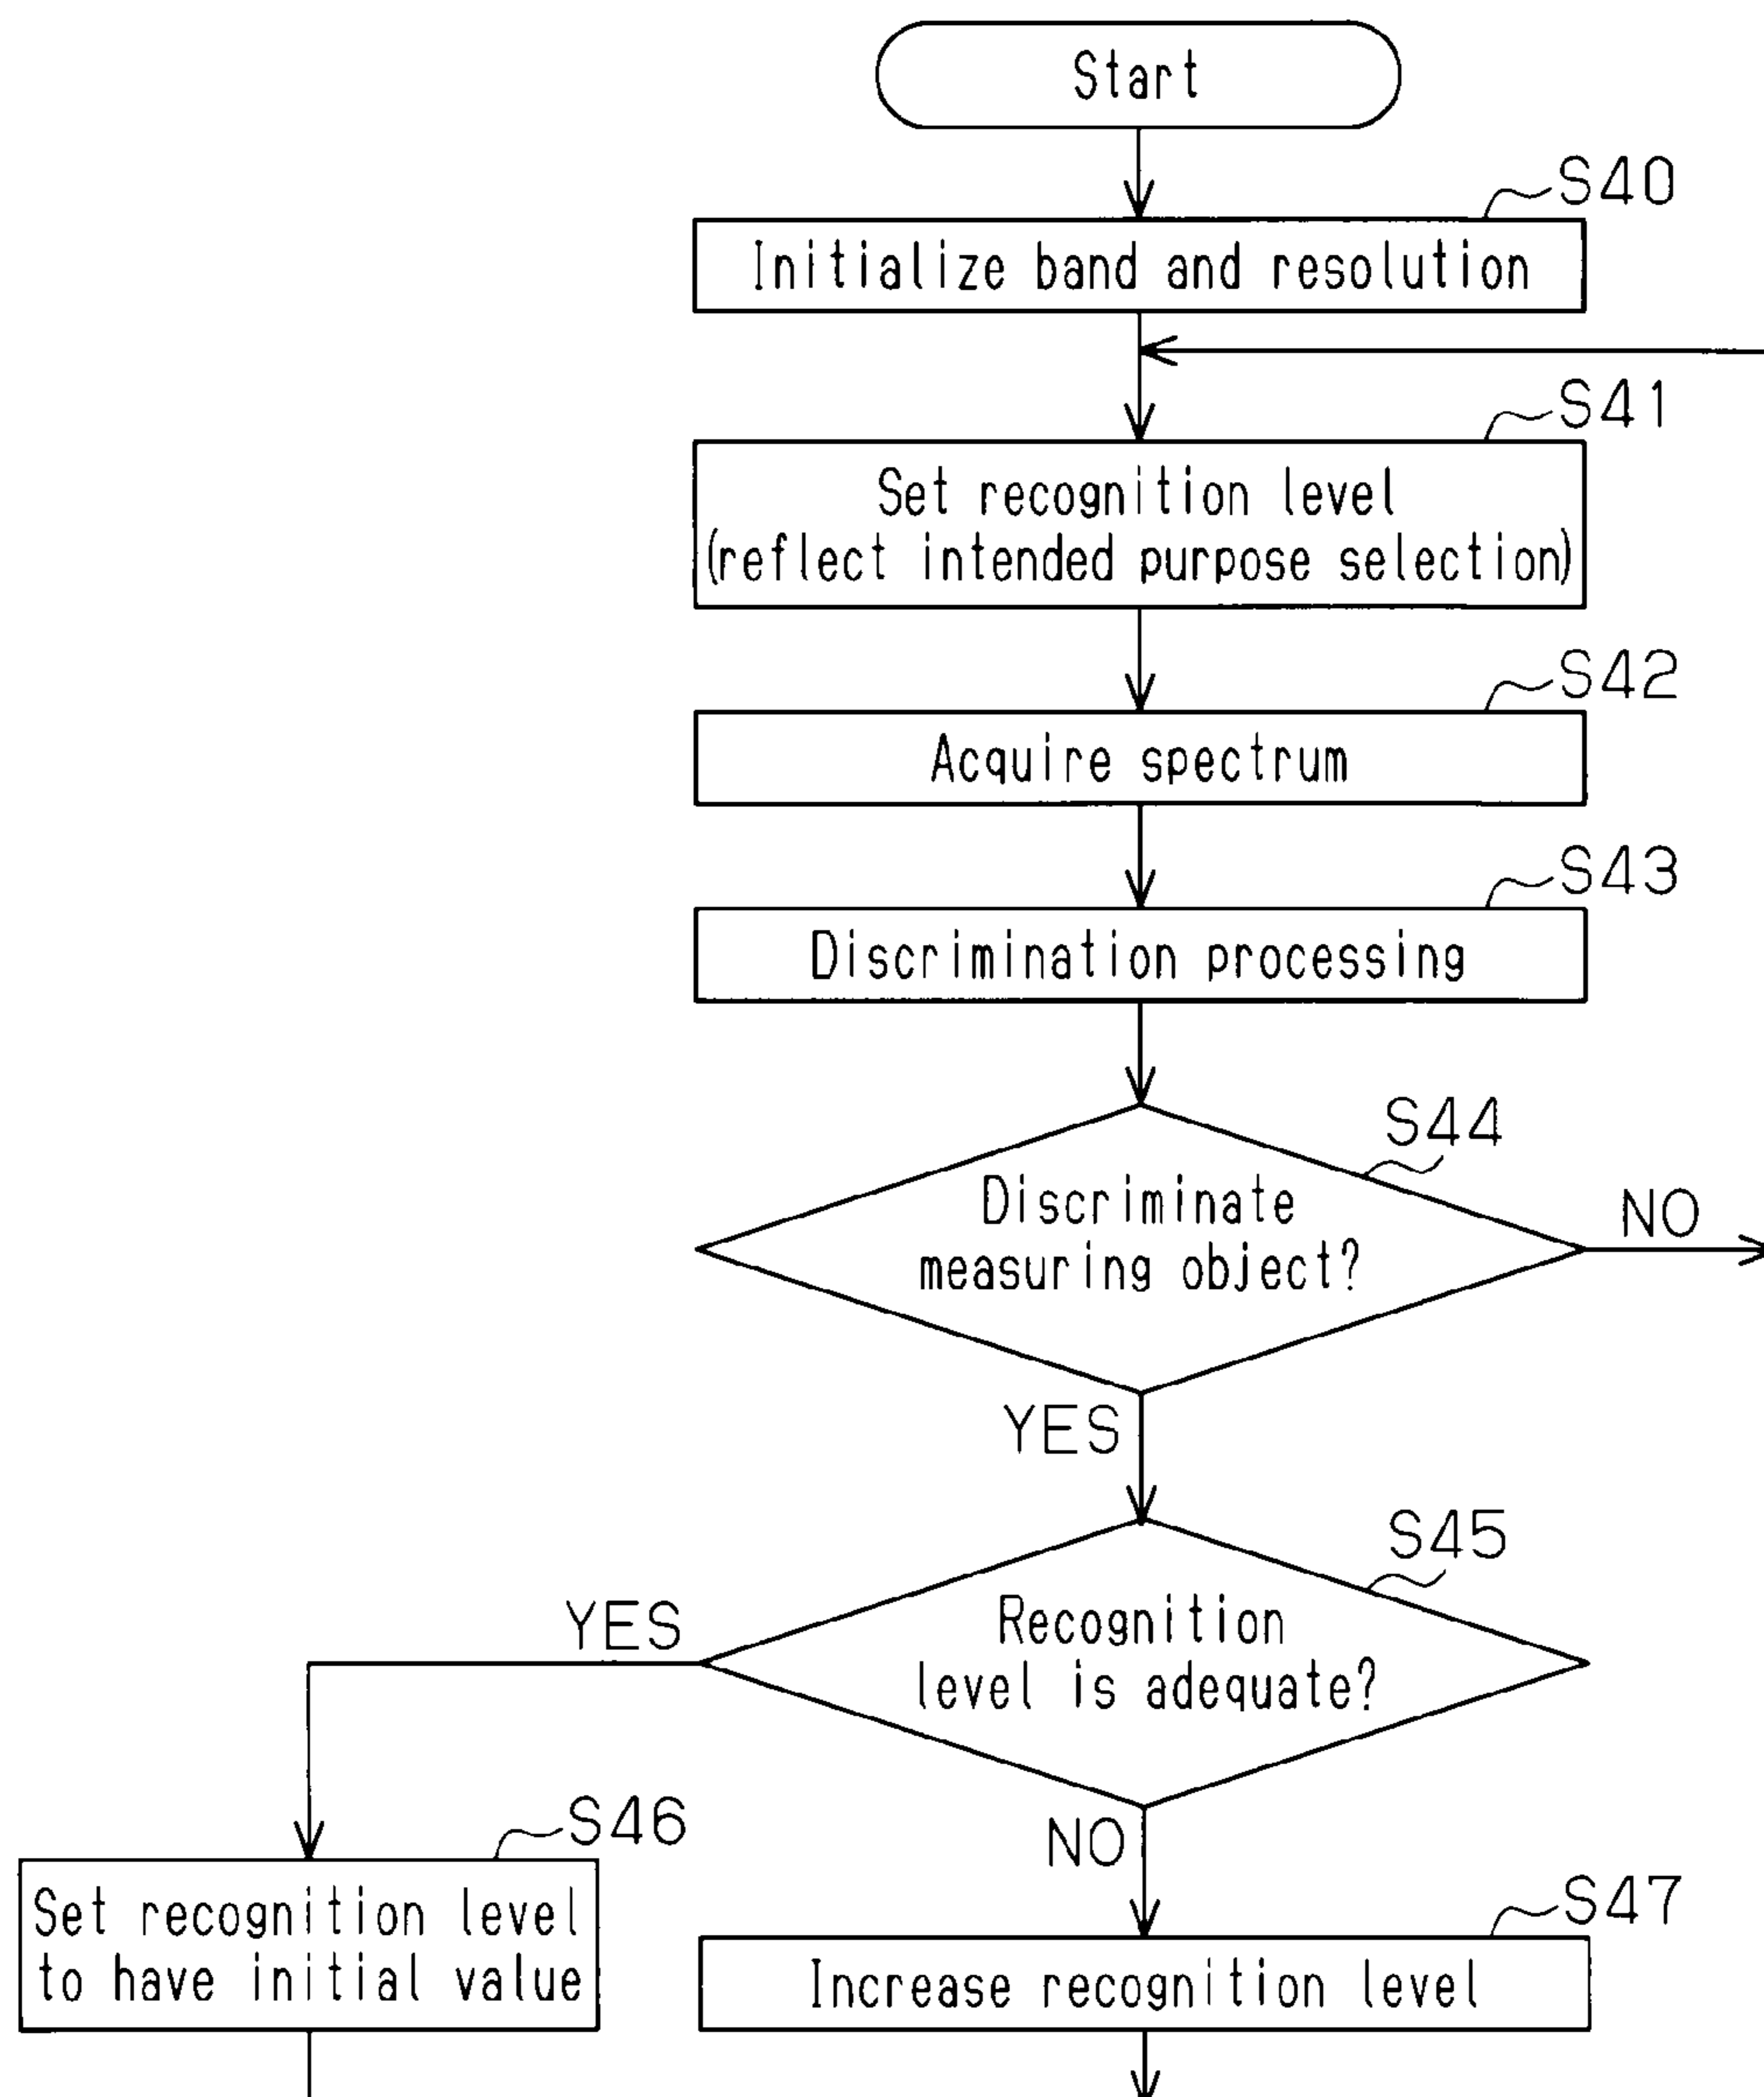 Start
S40
Initialize band and resolution
S41
Set recognition level
(reflect intended purpose selection)
S42
Acquire spectrum
S43
Discrimination processing
S44
Discriminate
measuring object?
NO
YES
S45
Recognition
level is adequate?
YES
NO
S46
Set recognition level
to have initial value
S47
Increase recognition level